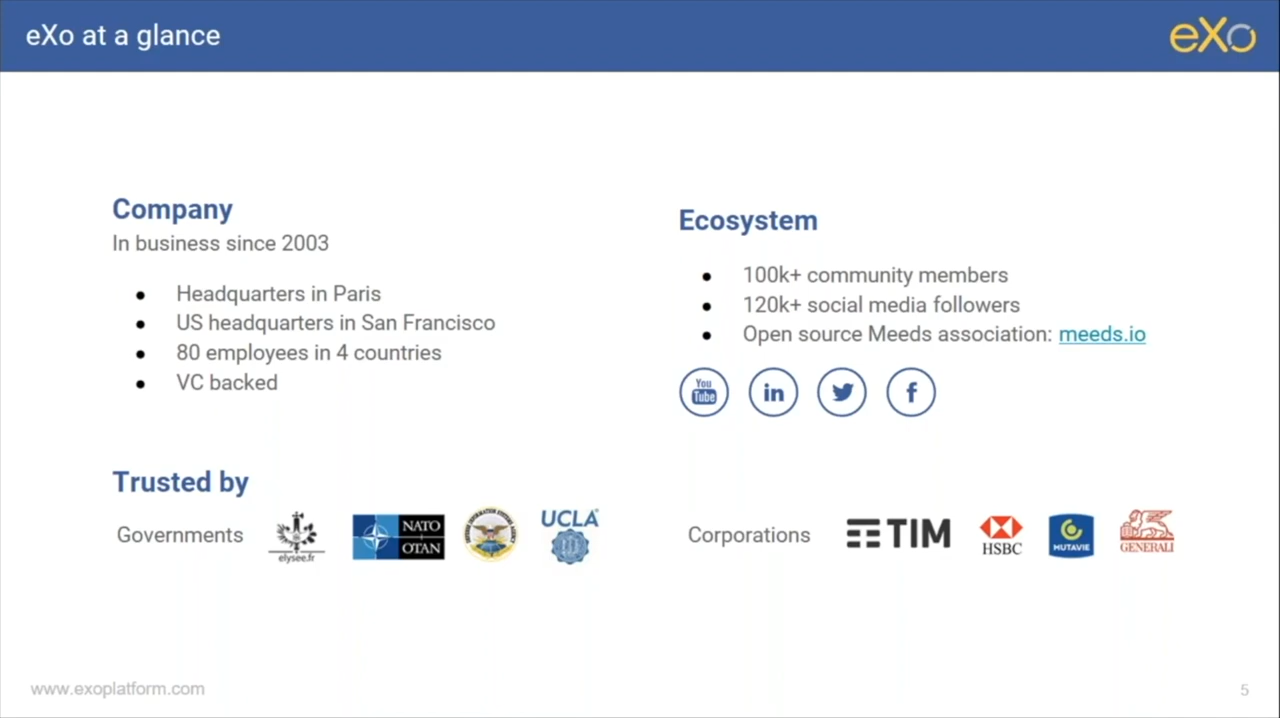 eXo at a glance
eXo
Company
In business since 2003
Headquarters in Paris
US headquarters in San Francisco
80 employees in 4 countries
VC backed
Ecosystem
100k+ community members
120k+ social media followers
Open source Meeds association: meeds.io
You
Tube
in
f
Trusted by
Governments
elysee.fr
NATO
OTAN
UCLA
Corporations
TIM
HSBC
MUTAVIE
GENERALI
www.exoplatform.com
5